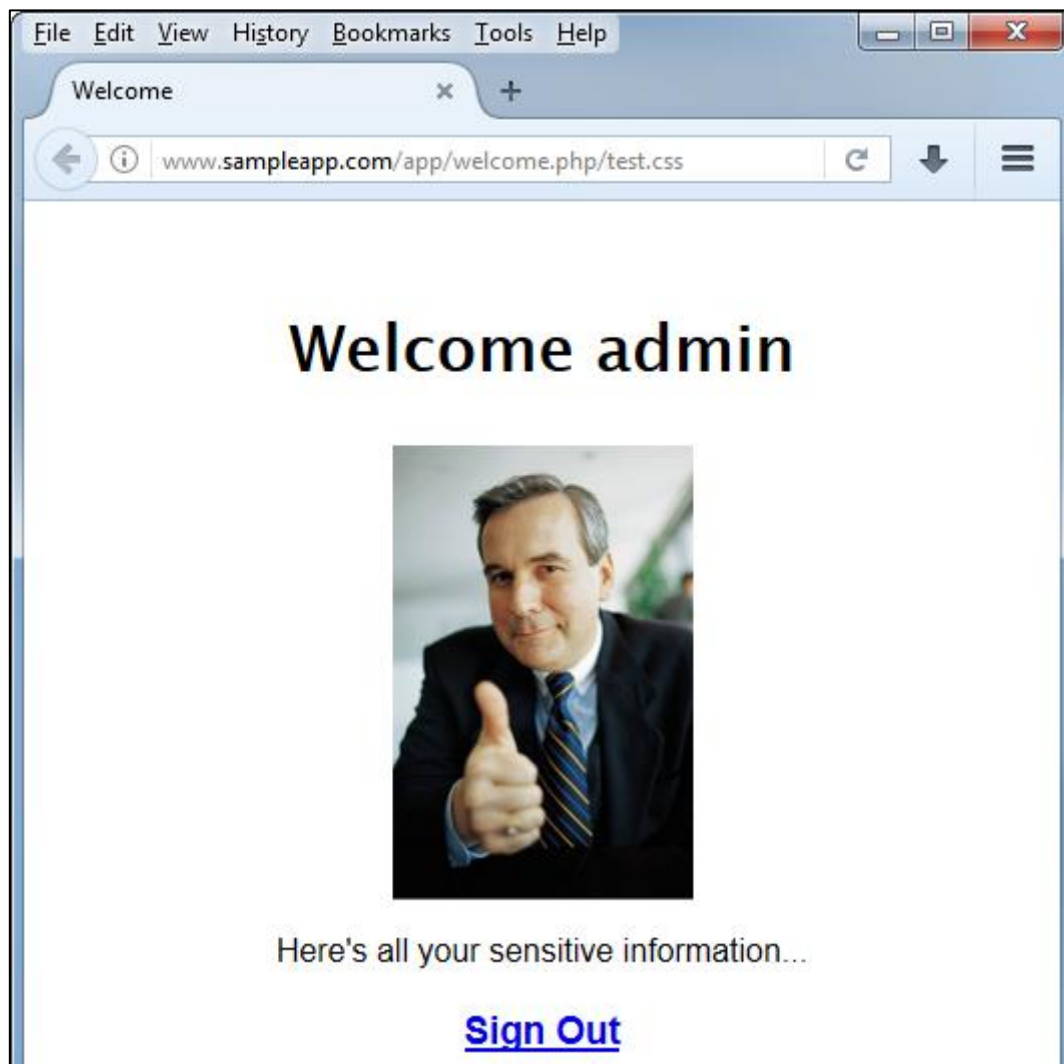 File Edit View History Bookmarks Tools Help
Welcome
www.sampleapp.com/app/welcome.php/test.css
Welcome admin
Here's all your sensitive information...
Sign Out